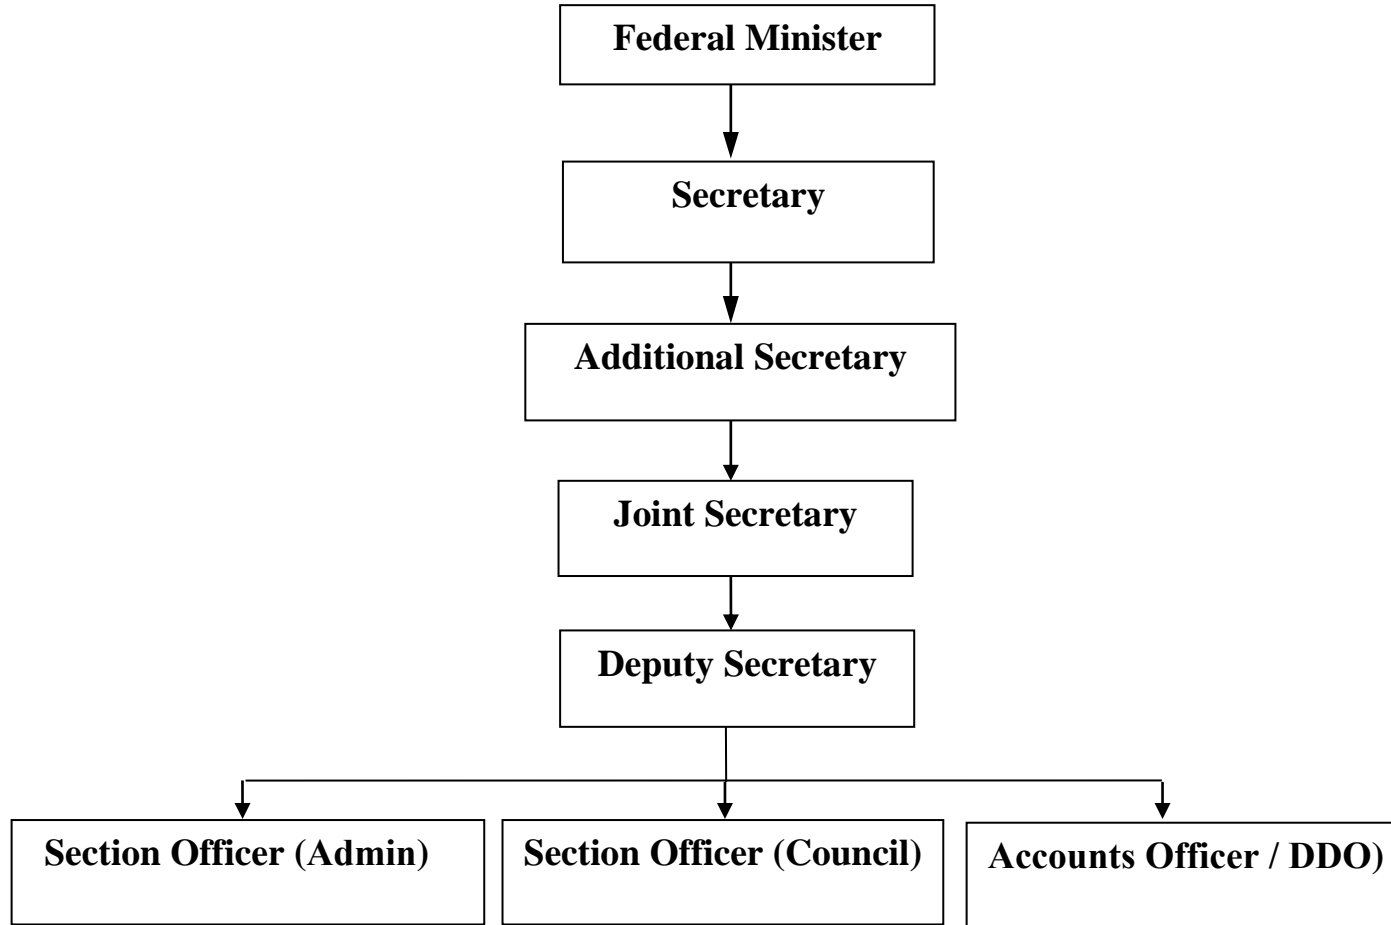 Federal Minister
Secretary
Additional Secretary
Joint Secretary
Deputy Secretary
Section Officer (Admin)
Section Officer (Council)
Accounts Officer / DDO)